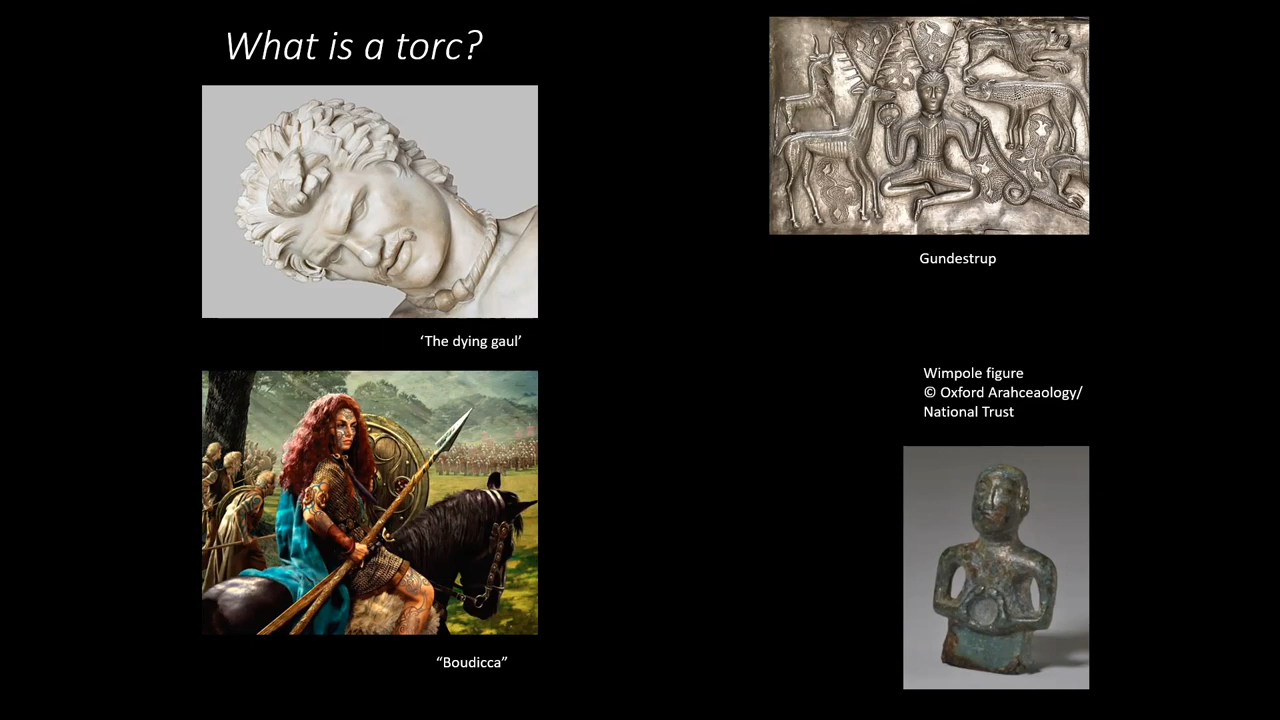 What is a torc?
‘The dying gaul’
“Boudicca”
Gundestrup
Wimpole figure
© Oxford Arahceaology/
National Trust